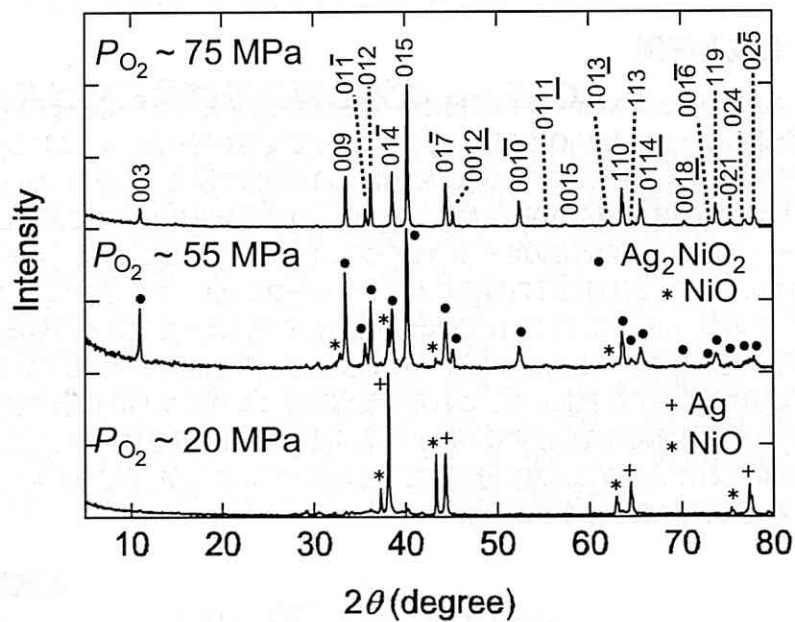 P_O2 ~ 75 MPa
003
009
011̄
012
014̄
015
017̄
0012̄
0010̄
0111̄
0015
1013̄
110
113
0114̄
0018̄
0016̄
119
021
024
025̄
Intensity
P_O2 ~ 55 MPa
• Ag₂NiO₂
* NiO
P_O2 ~ 20 MPa
+ Ag
* NiO
10 20 30 40 50 60 70 80
2θ (degree)